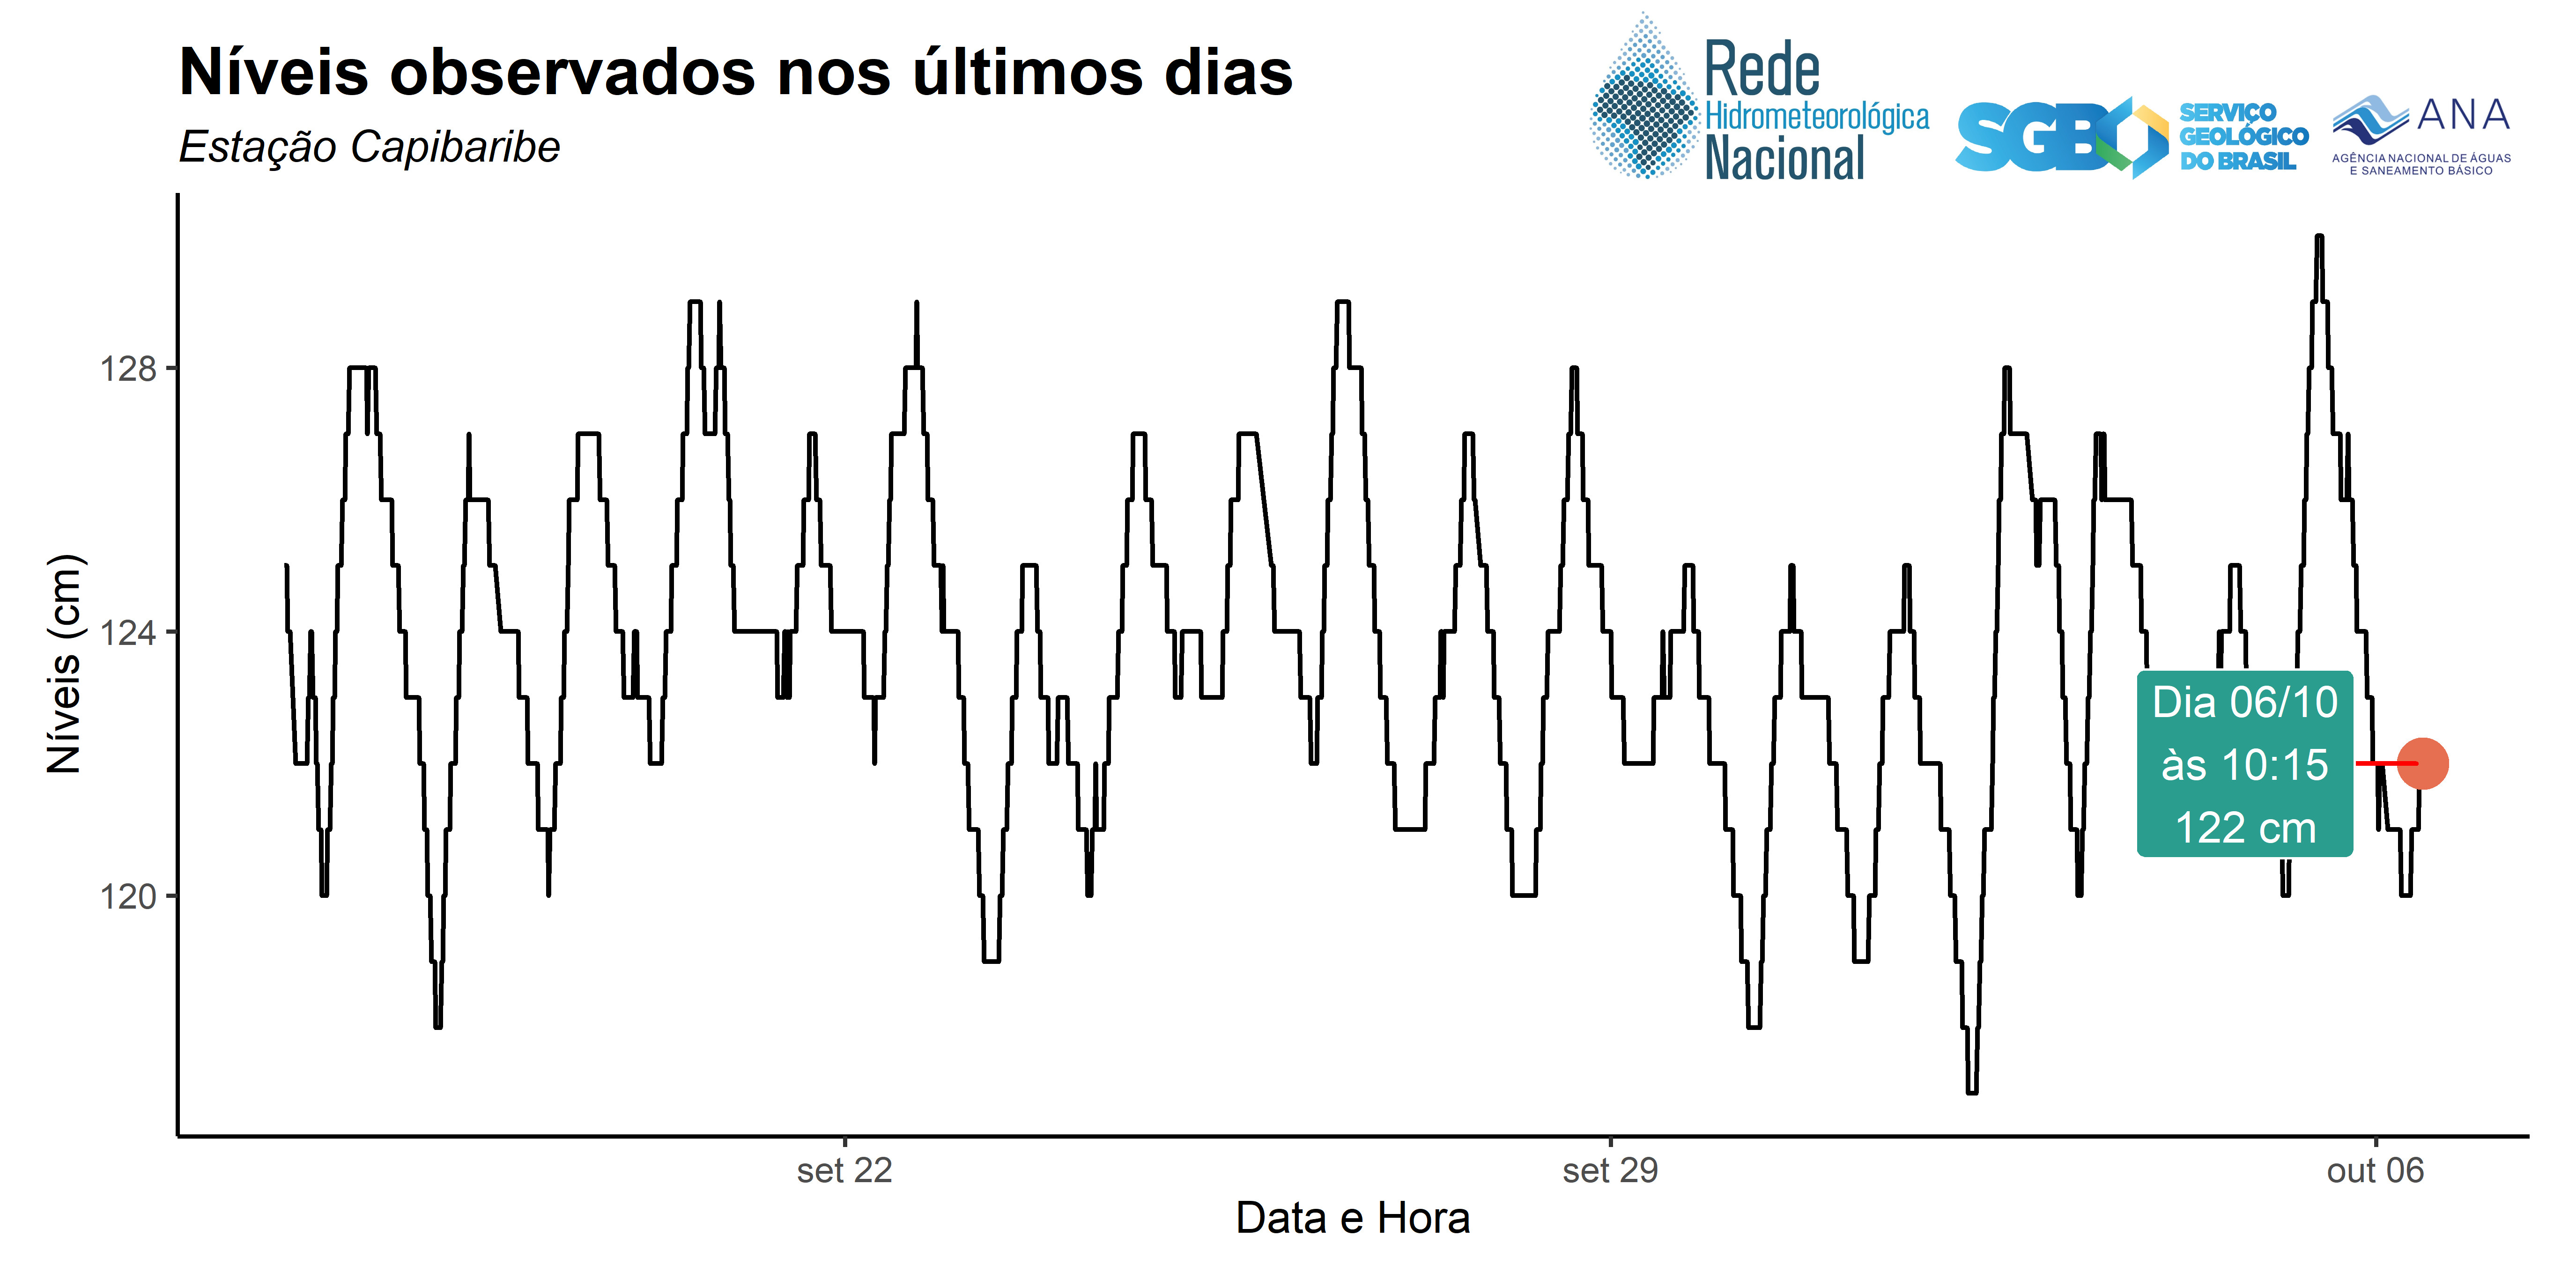 Níveis observados nos últimos dias
Estação Capibaribe
Rede
Hidrometeorológica
Nacional
SGB
SERVIÇO
GEOLÓGICO
DO BRASIL
ANA
AGÊNCIA NACIONAL DE ÁGUAS
E SANEAMENTO BÁSICO
Níveis (cm)
128
124
120
Dia 06/10
às 10:15
122 cm
set 22
set 29
out 06
Data e Hora